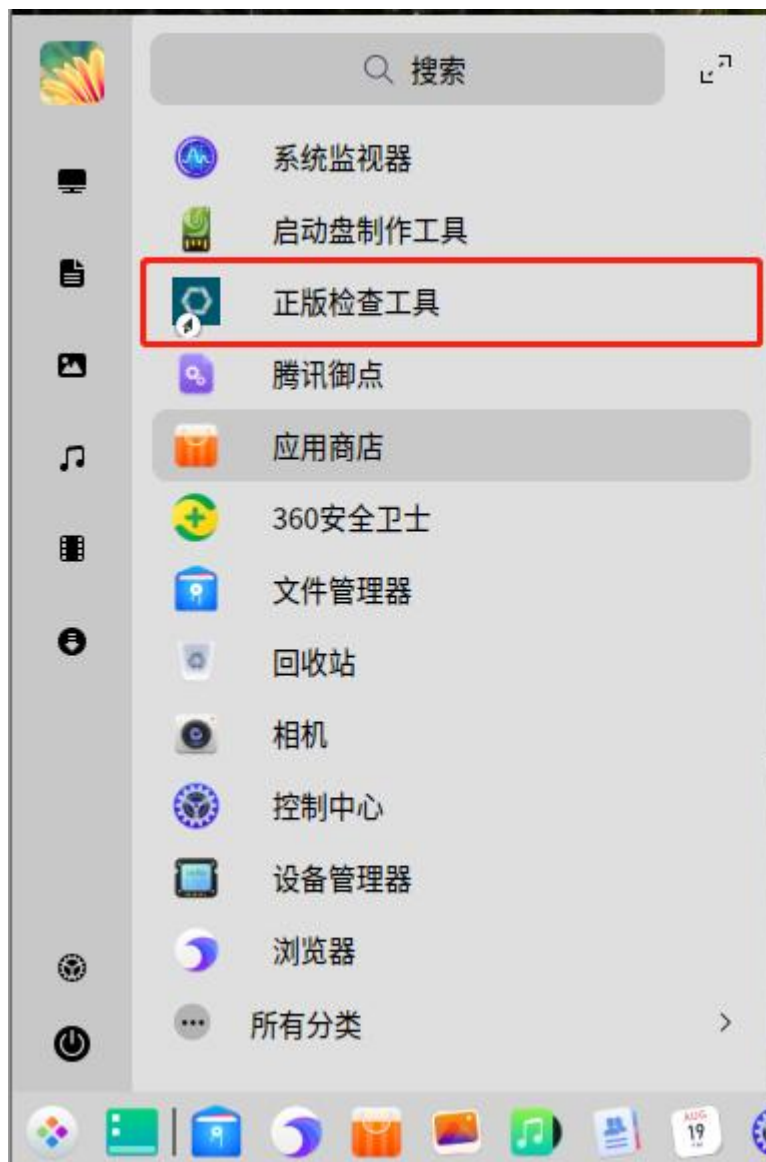 搜索
系统监视器
启动盘制作工具
正版检查工具
腾讯御点
应用商店
360安全卫士
文件管理器
回收站
相机
控制中心
设备管理器
浏览器
所有分类
AUG
19